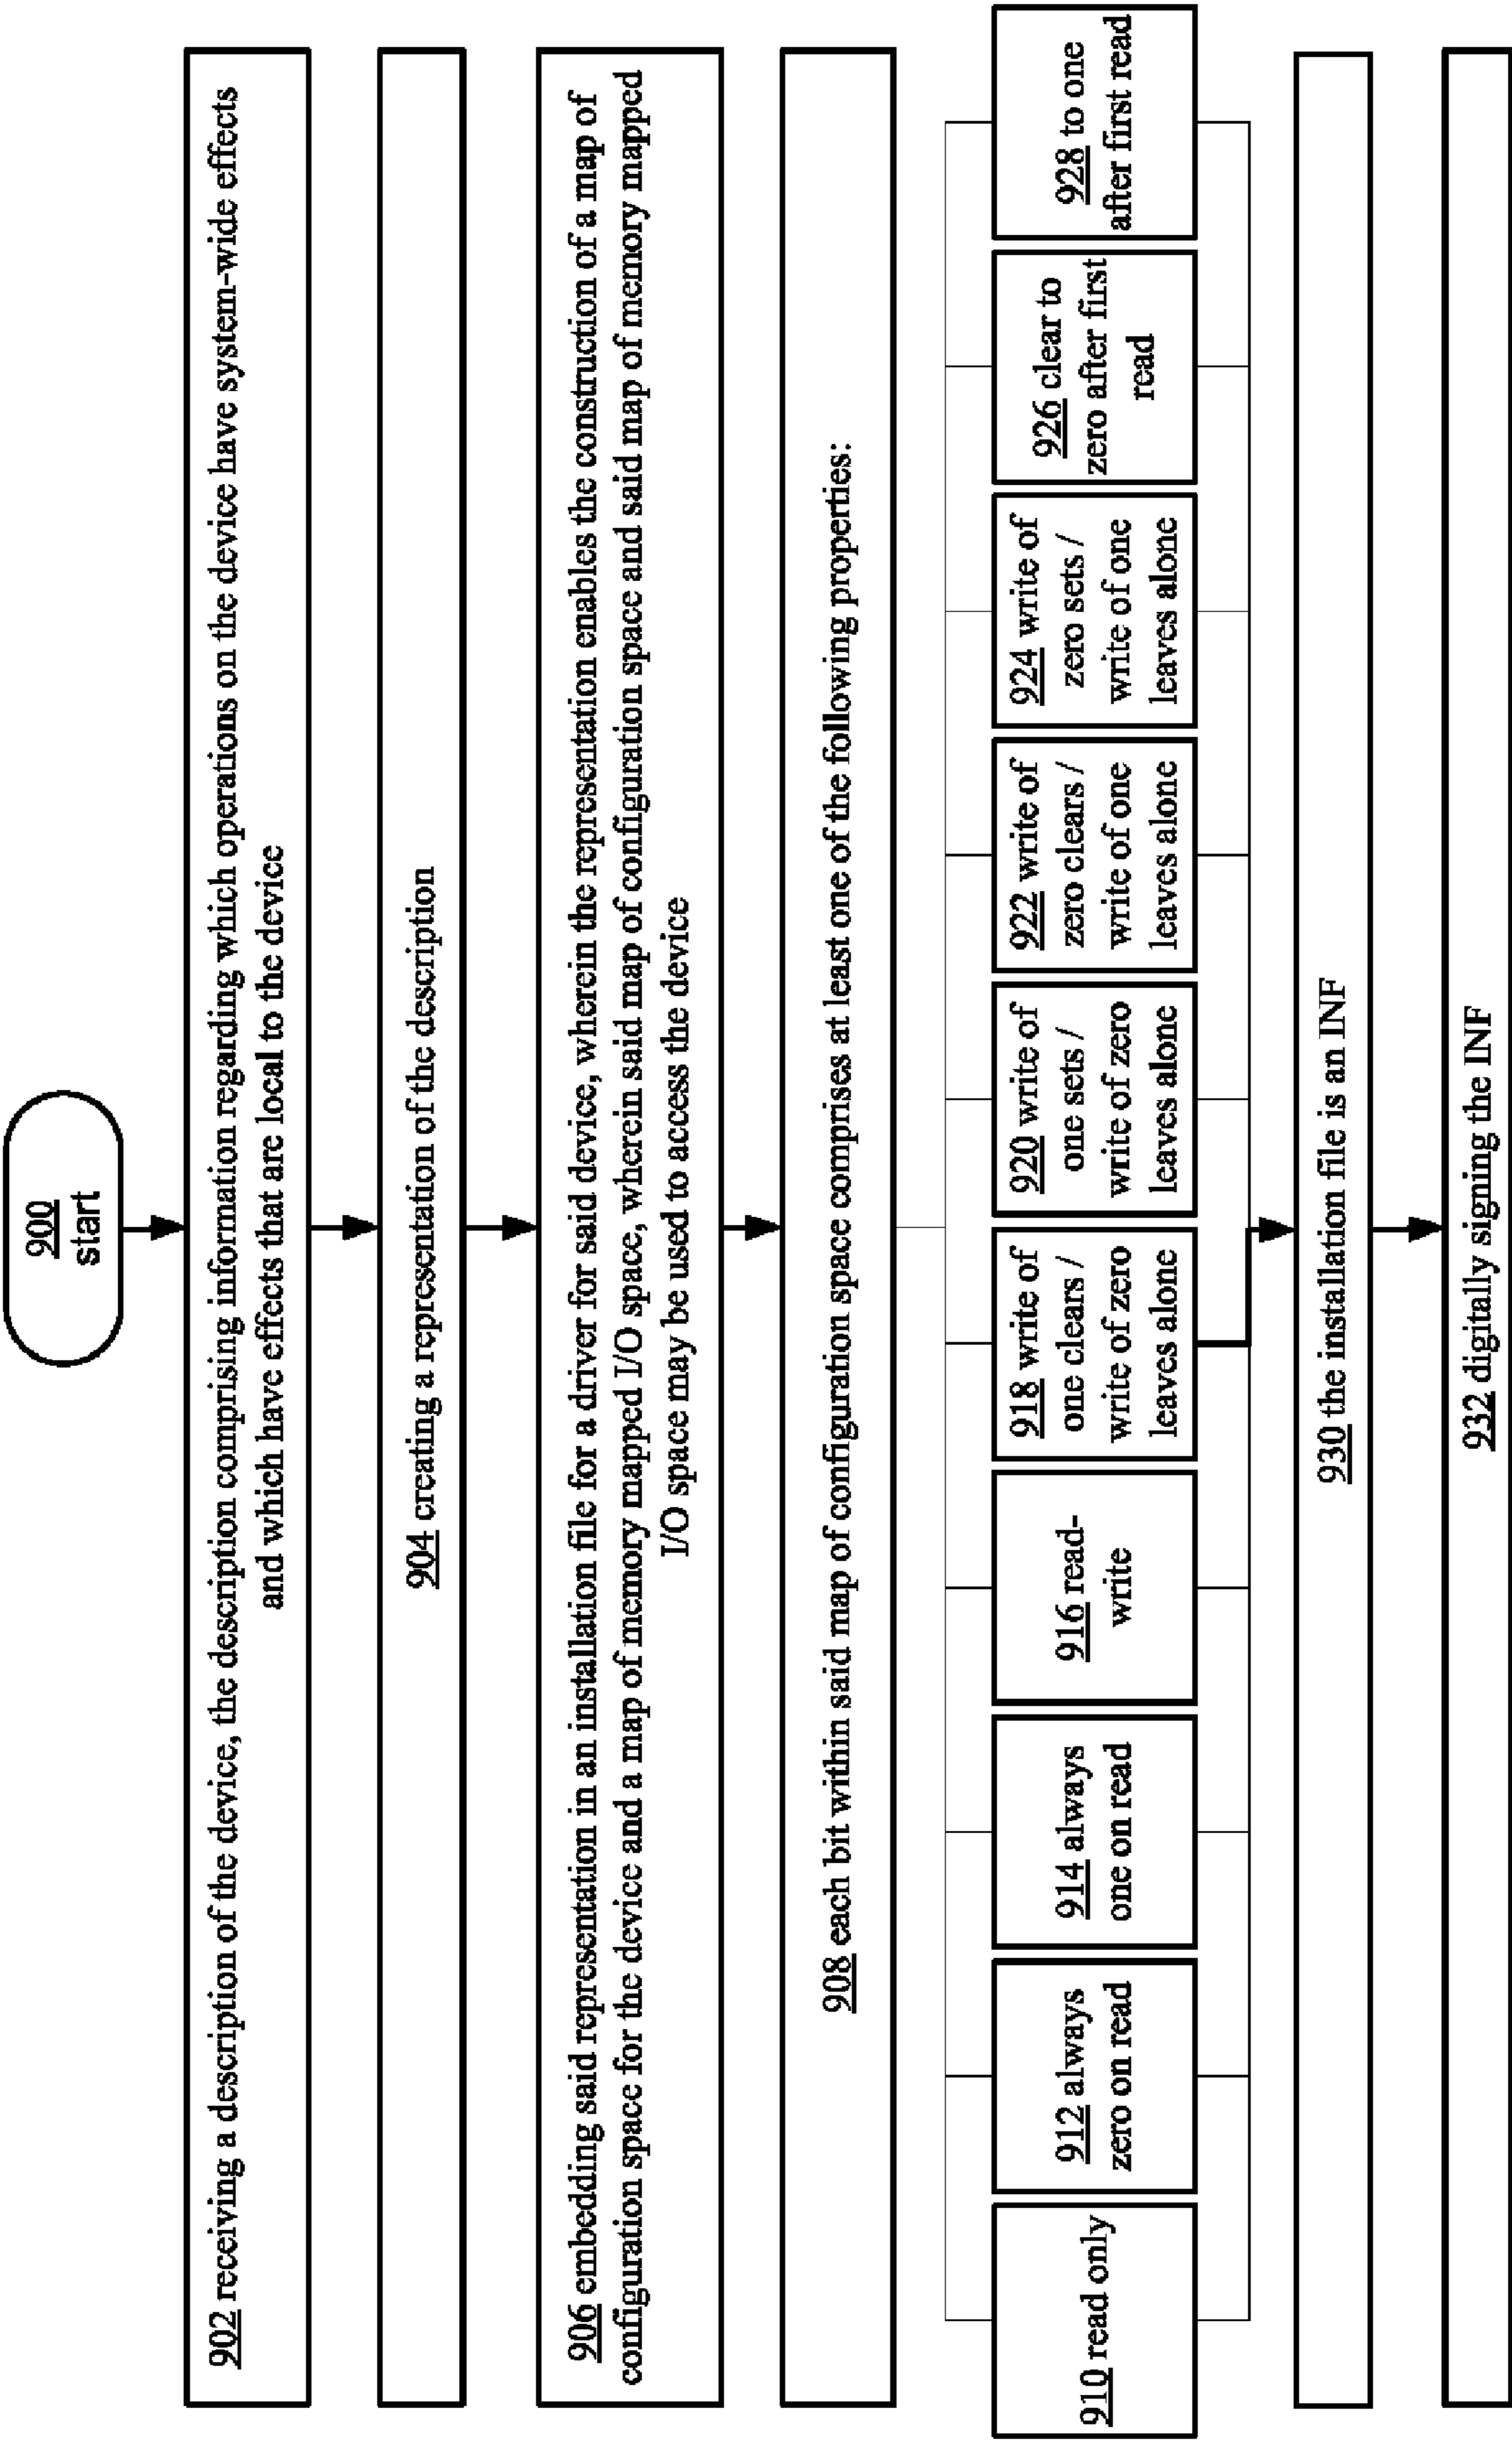 900
start
902 receiving a description of the device, the description comprising information regarding which operations on the device have system-wide effects
and which have effects that are local to the device
904 creating a representation of the description
906 embedding said representation in an installation file for a driver for said device, wherein the representation enables the construction of a map of
configuration space for the device and a map of memory mapped I/O space, wherein said map of configuration space and said map of memory mapped
I/O space may be used to access the device
908 each bit within said map of configuration space comprises at least one of the following properties:
910 read only
912 always
zero on read
914 always
one on read
916 read-
write
918 write of
one clears /
write of zero
leaves alone
920 write of
one sets /
write of zero
leaves alone
922 write of
zero clears /
write of one
leaves alone
924 write of
zero sets /
write of one
leaves alone
926 clear to
zero after first
read
928 to one
after first read
930 the installation file is an INF
932 digitally signing the INF